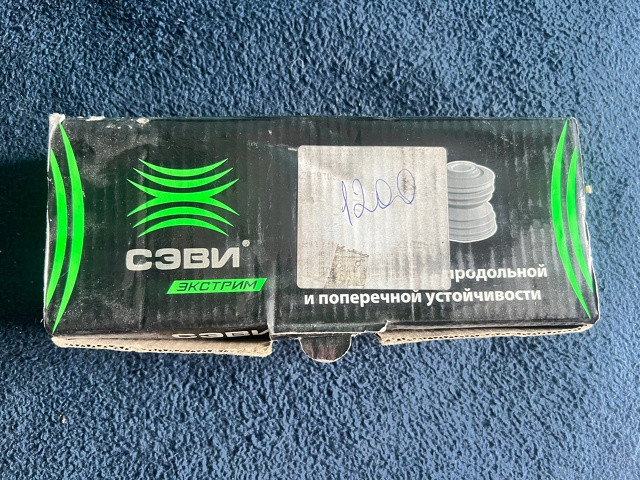 СЭВИ®
ЭКСТРИМ
1200
продольной
и поперечной устойчивости
СЭВИ